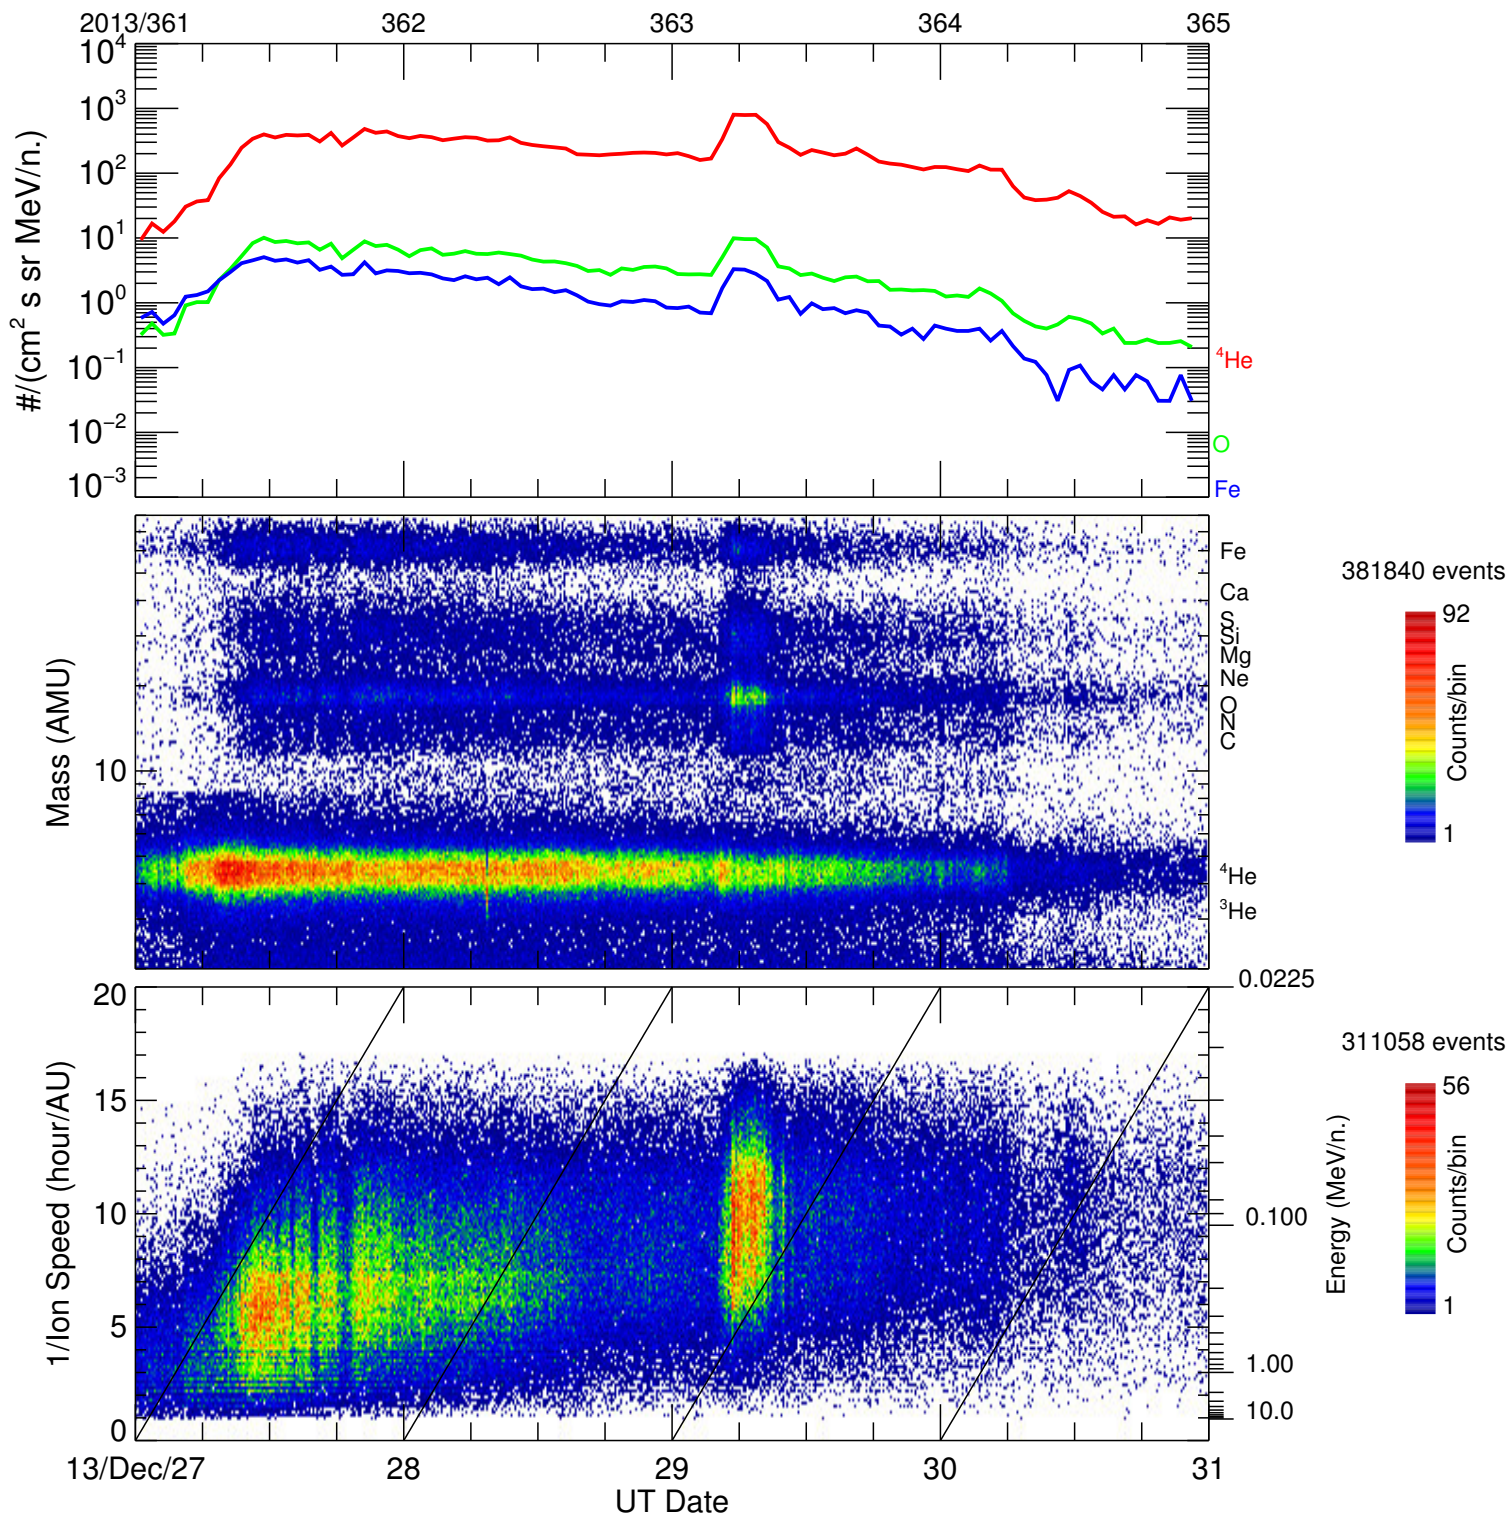 2013/361 362 363 364 365
10^4
10^3
10^2
10^1
10^0
10^-1
10^-2
10^-3
#/(cm^2 s sr MeV/n.)
^4He
O
Fe
Fe
Ca
S
Si
Mg
Ne
O
N
C
^4He
^3He
10
Mass (AMU)
381840 events
92
Counts/bin
1
20
15
10
5
0
1/Ion Speed (hour/AU)
0.0225
0.100
1.00
10.0
Energy (MeV/n.)
311058 events
56
Counts/bin
1
13/Dec/27 28 29 30 31
UT Date